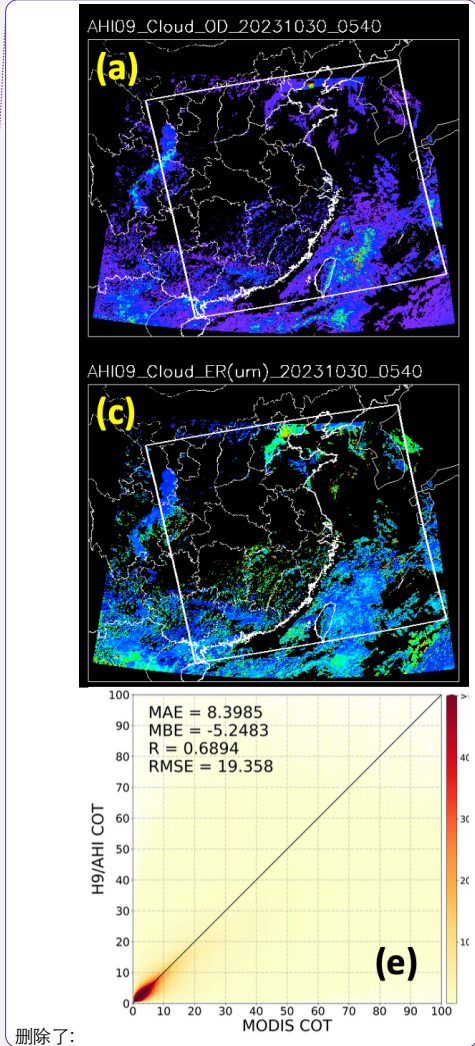 AHI09_Cloud_OD_20231030_0540
(a)
AHI09_Cloud_ER(um)_20231030_0540
(c)
100
90
80
70
60
50
40
30
20
10
0
H9/AHI COT
MAE = 8.3985
MBE = -5.2483
R = 0.6894
RMSE = 19.358
(e)
0 10 20 30 40 50 60 70 80 90 100
MODIS COT
40
30
20
10
删除了: